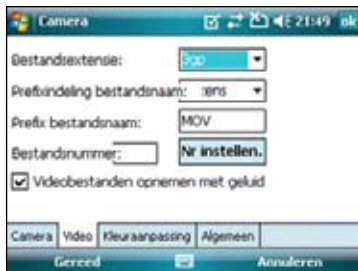 Camera 21:49 ok
Bestandsextensie: 3gp
Prefixindeling bestandsnaam: :ens
Prefix bestandsnaam: MOV
Bestandsnummer: Nr instellen.
Videobestanden opnemen met geluid
Camera Video Kleuraanpassing Algemeen
Gereed Annuleren